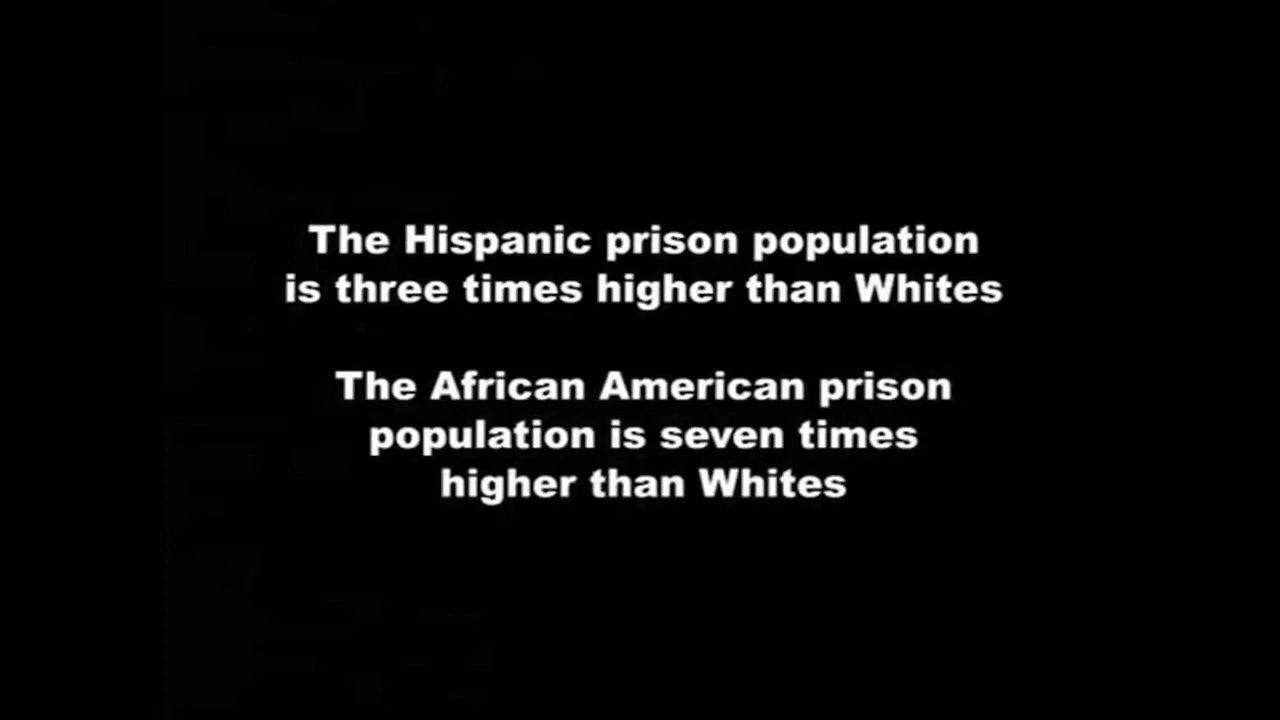 The Hispanic prison population
is three times higher than Whites
The African American prison
population is seven times
higher than Whites